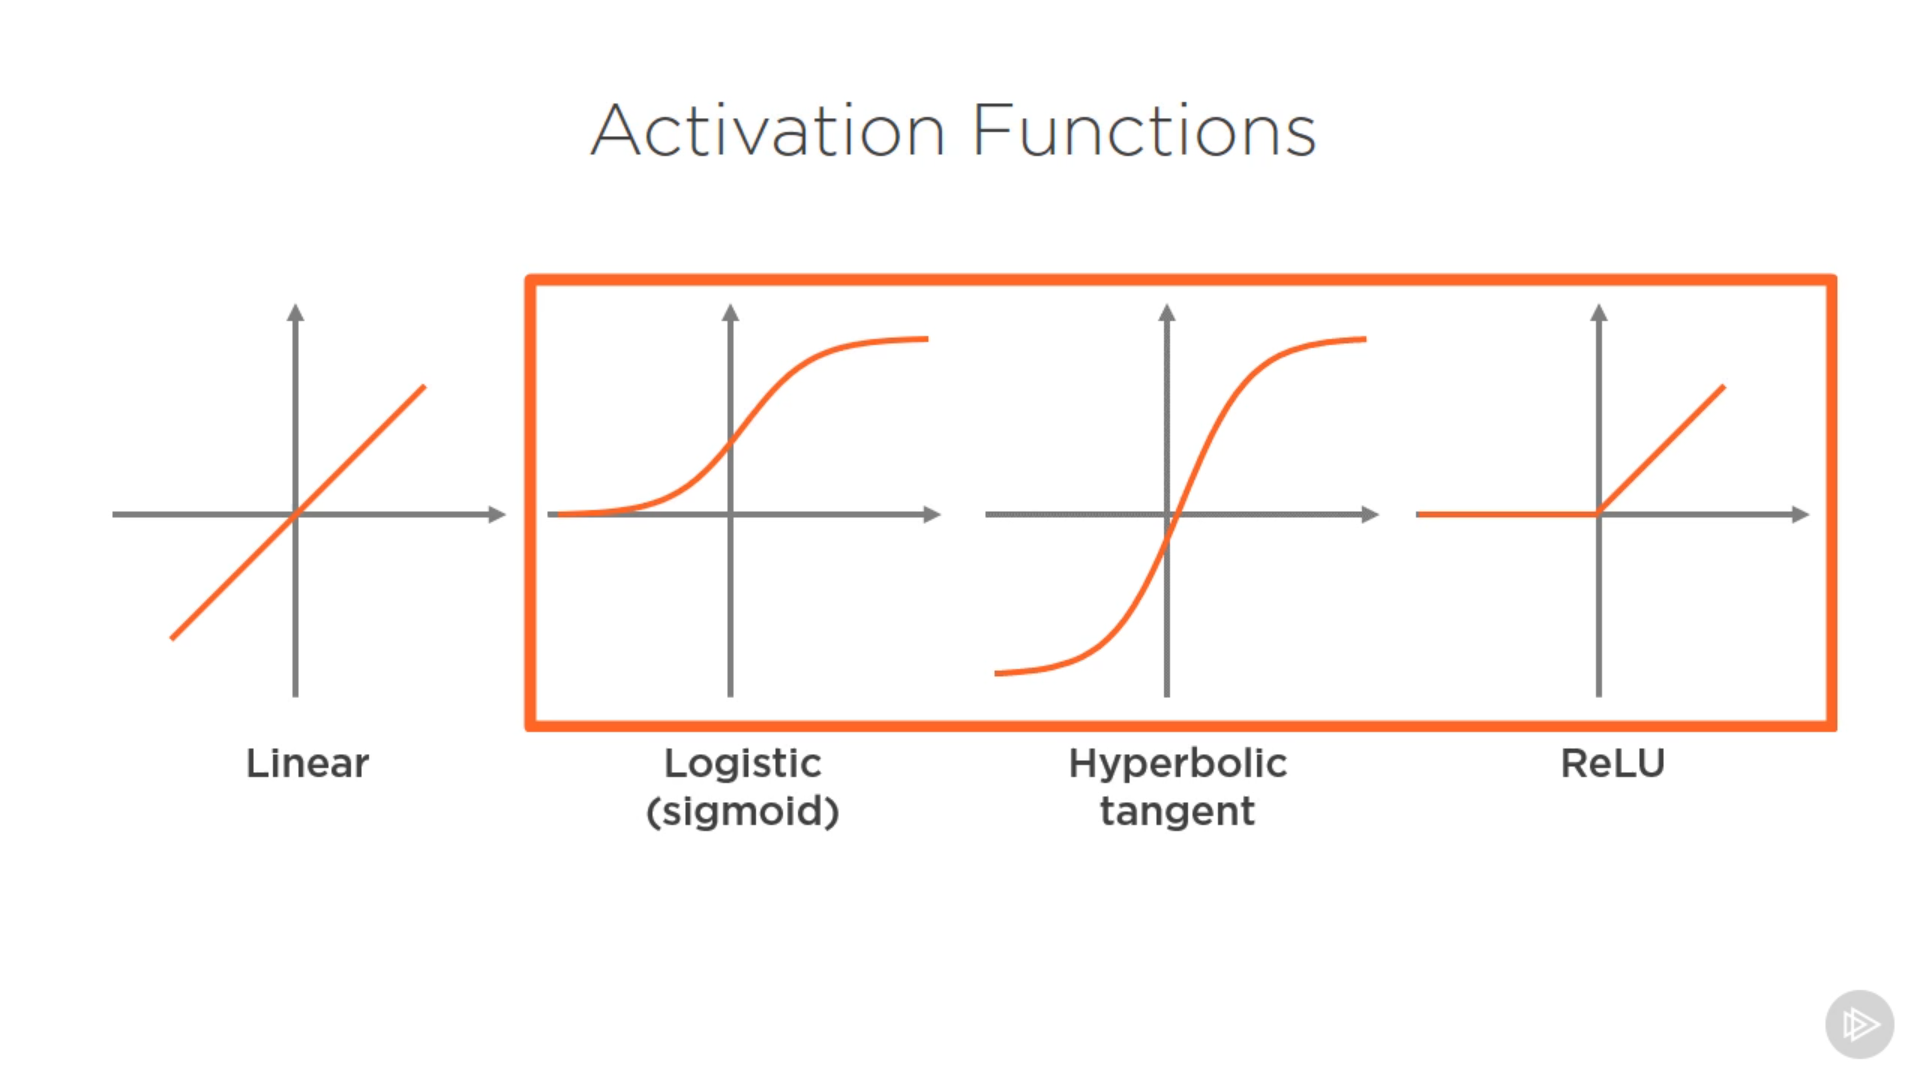 Activation Functions
Linear
Logistic
(sigmoid)
Hyperbolic
tangent
ReLU